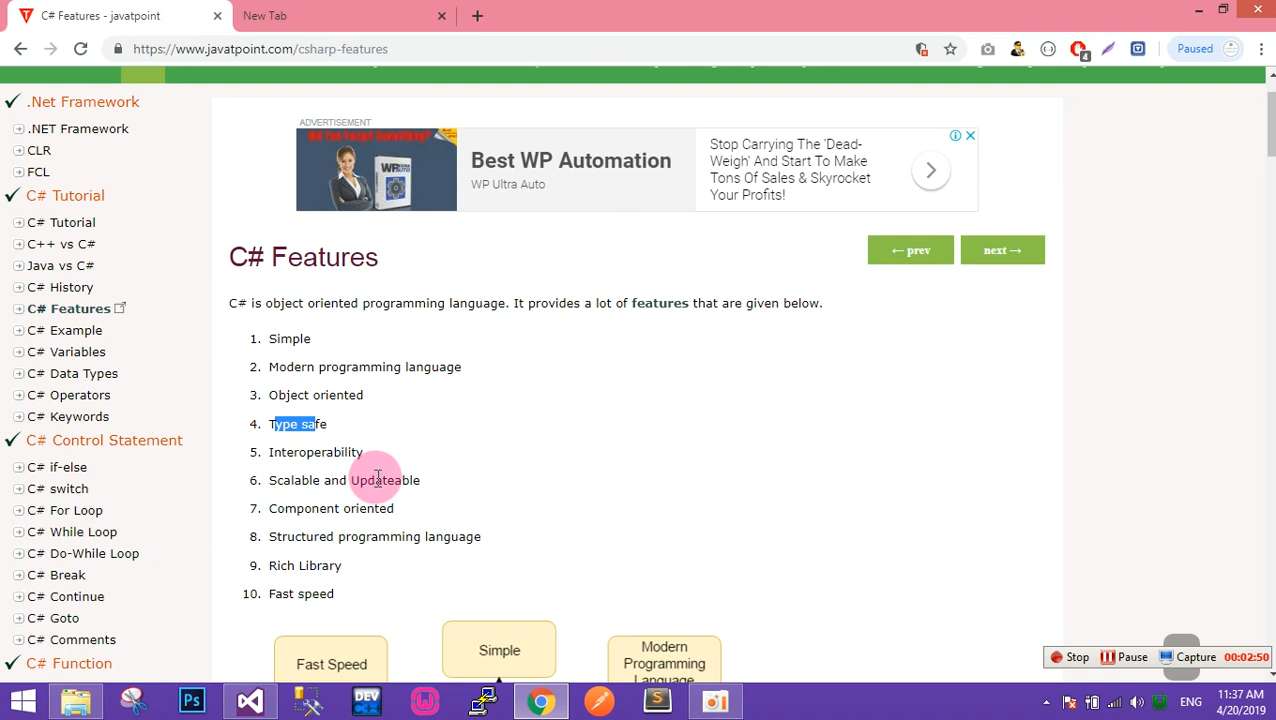 C# Features - javatpoint
New Tab
https://www.javatpoint.com/csharp-features
4
Paused
.Net Framework
.NET Framework
CLR
FCL
C# Tutorial
C# Tutorial
C++ vs C#
Java vs C#
C# History
C# Features
C# Example
C# Variables
C# Data Types
C# Operators
C# Keywords
C# Control Statement
C# if-else
C# switch
C# For Loop
C# While Loop
C# Do-While Loop
C# Break
C# Continue
C# Goto
C# Comments
C# Function
ADVERTISEMENT
Best WP Automation
WP Ultra Auto
Stop Carrying The 'Dead-
Weigh' And Start To Make
Tons Of Sales & Skyrocket
Your Profits!
C# Features
← prev
next →
C# is object oriented programming language. It provides a lot of features that are given below.
1. Simple
2. Modern programming language
3. Object oriented
4. Type safe
5. Interoperability
6. Scalable and Updateable
7. Component oriented
8. Structured programming language
9. Rich Library
10. Fast speed
Fast Speed
Simple
Modern
Programming
Language
Stop
Pause
Capture
00:02:50
Ps
DEV
S
ENG
11:37 AM
4/20/2019